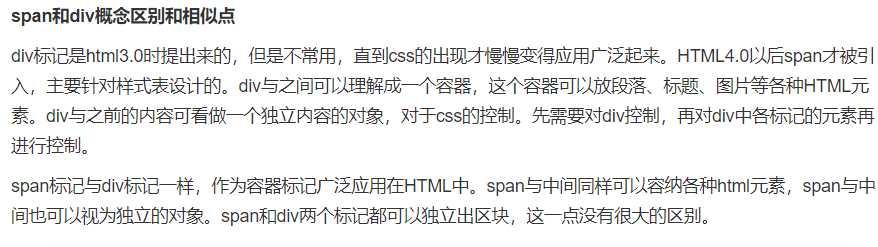 span和div概念区别和相似点
div标记是html3.0时提出来的，但是不常用，直到css的出现才慢慢变得应用广泛起来。HTML4.0以后span才被引
入，主要针对样式表设计的。div与之间可以理解成一个容器，这个容器可以放段落、标题、图片等各种HTML元
素。div与之前的内容可看做一个独立内容的对象，对于css的控制。先需要对div控制，再对div中各标记的元素再
进行控制。
span标记与div标记一样，作为容器标记广泛应用在HTML中。span与中间同样可以容纳各种html元素，span与中
间也可以视为独立的对象。span和div两个标记都可以独立出区块，这一点没有很大的区别。